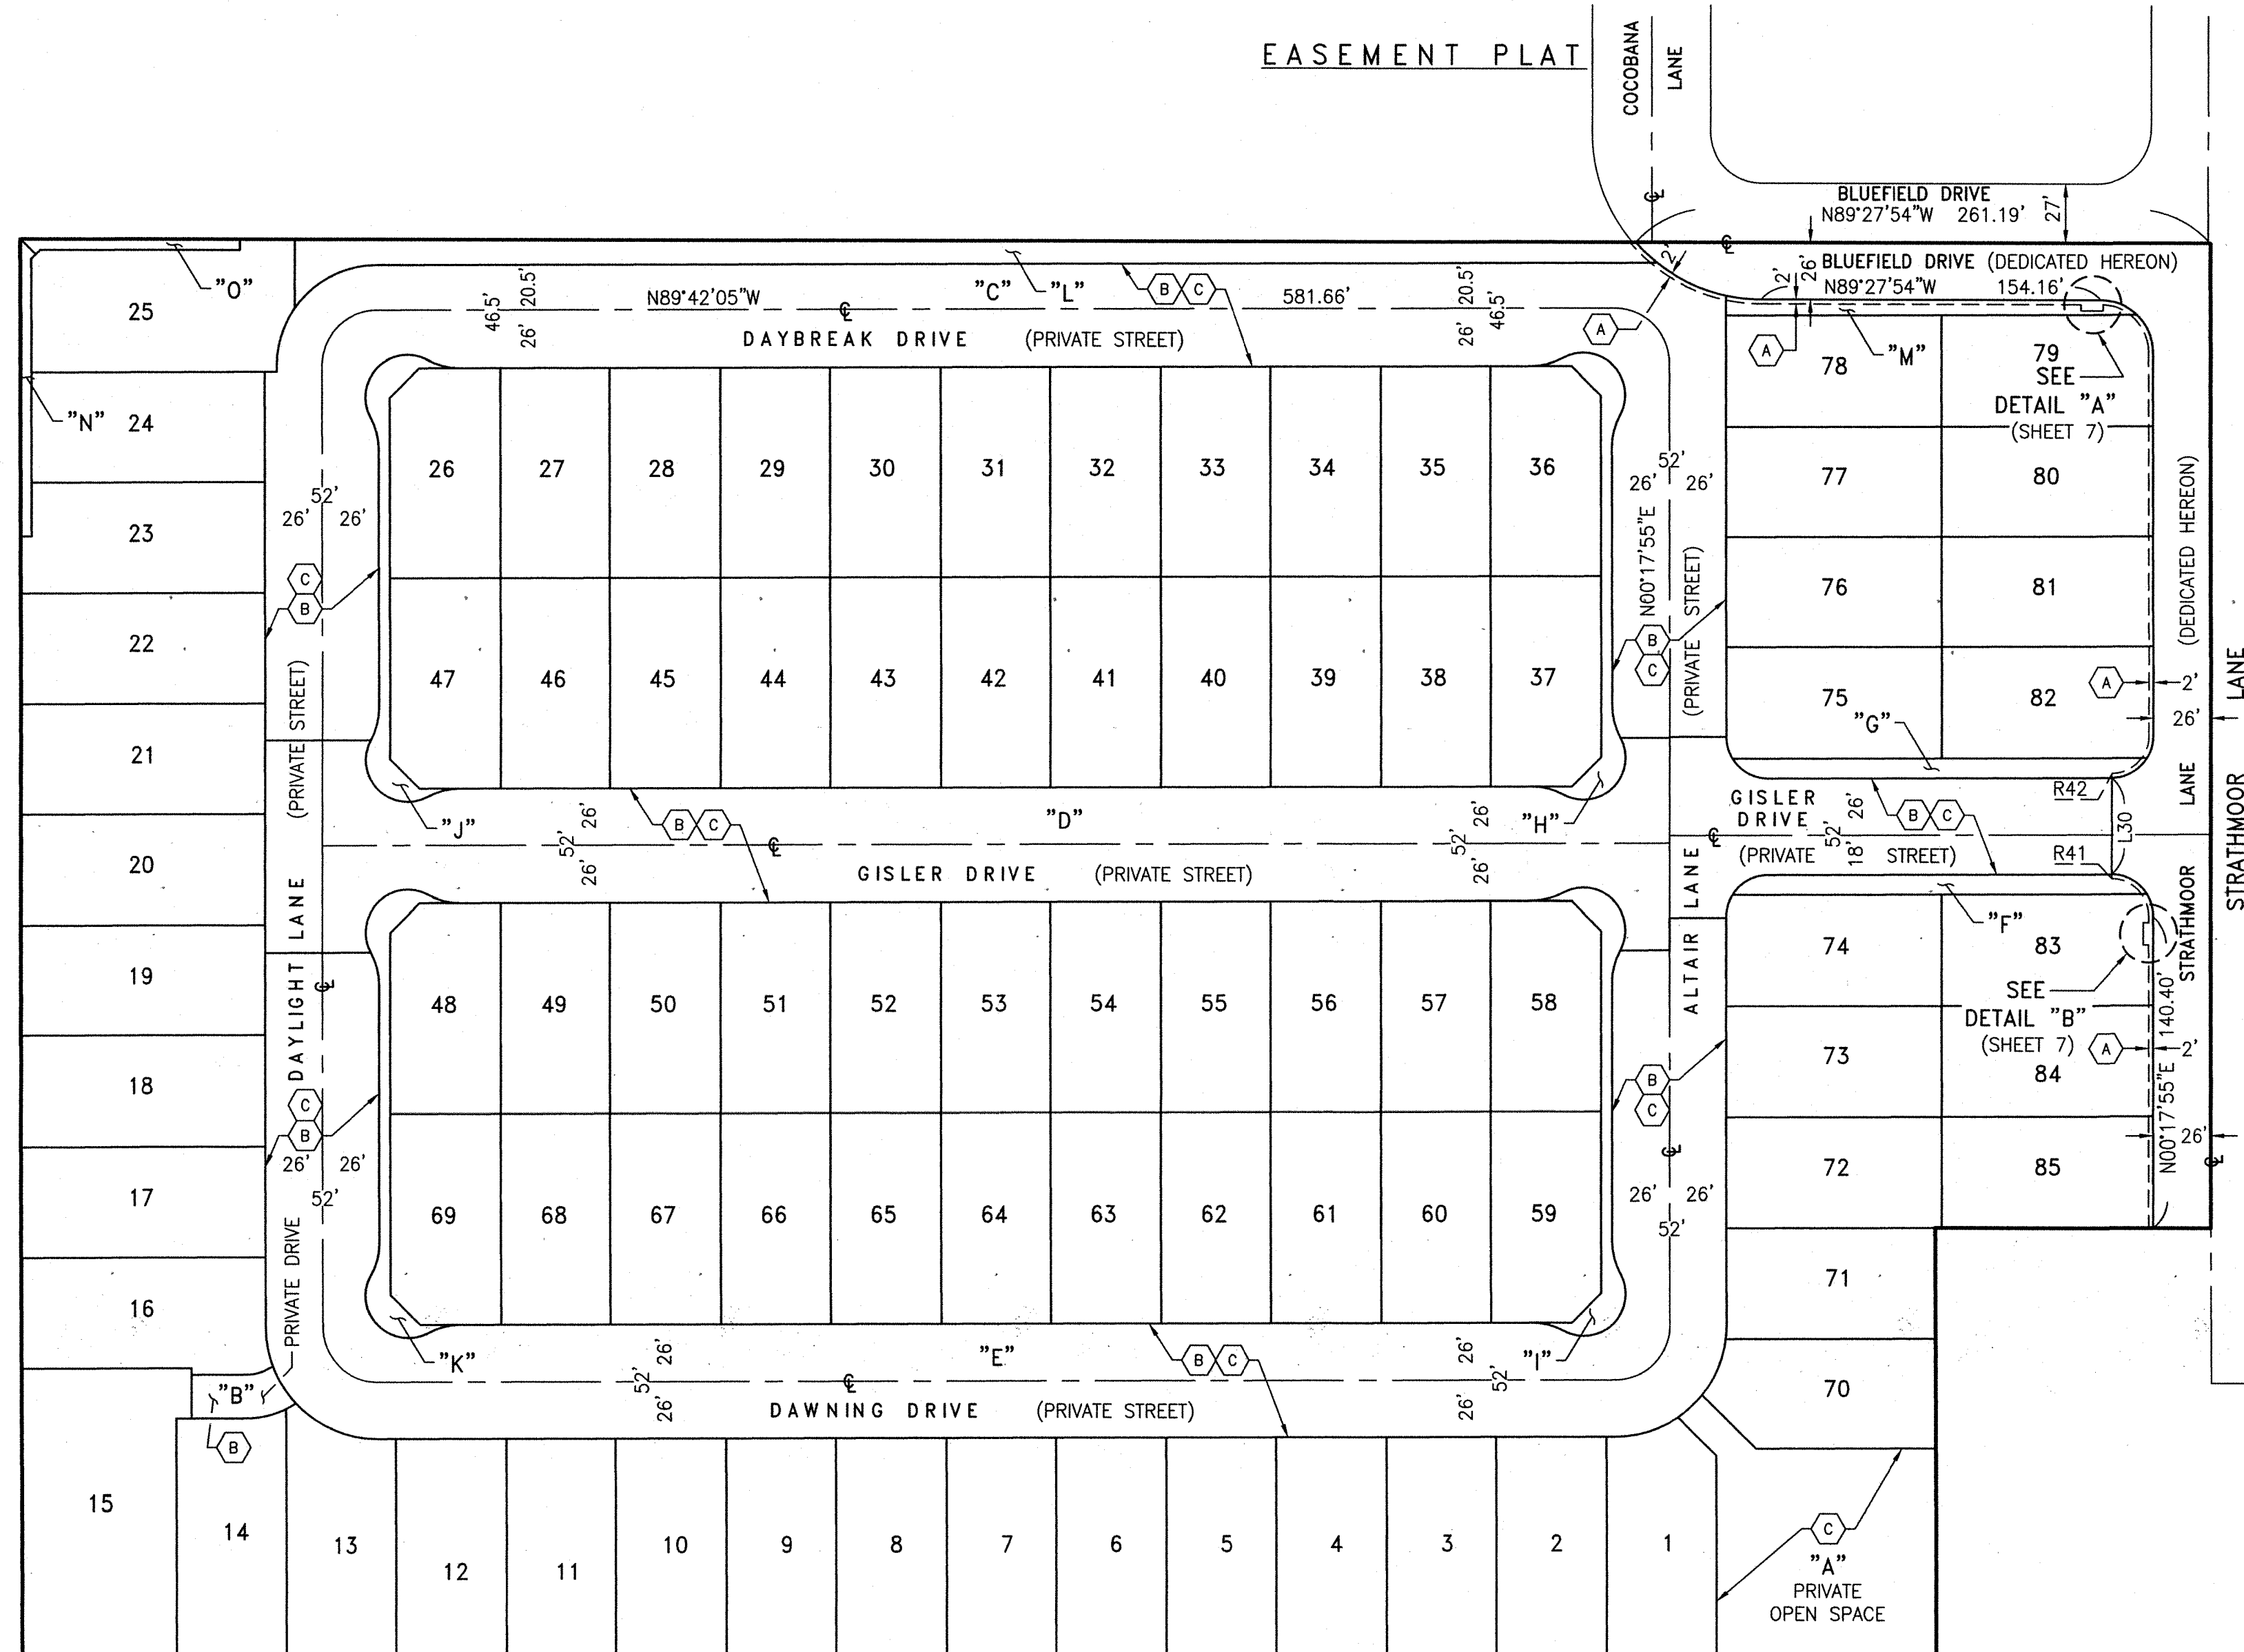 EASEMENT PLAT
COCOBANA
LANE
BLUEFIELD DRIVE
N89°27'54"W 261.19'
27'
BLUEFIELD DRIVE (DEDICATED HEREON)
N89°27'54"W 154.16'
2'
2'
26'
"O"
25
46.5'
20.5'
26'
N89°42'05"W
℄
"C"
"L"
B C
581.66'
20.5'
26'
46.5'
℄
℄
DAYBREAK DRIVE (PRIVATE STREET)
A
A
"M"
78
79
SEE
DETAIL "A"
(SHEET 7)
"N"
24
26 27 28 29 30 31 32 33 34 35 36
52'
26' 26'
52'
26' 26'
77
80
23
N00°17'55"E
(PRIVATE STREET)
(DEDICATED HEREON)
C
B
B
C
76
81
22
47 46 45 44 43 42 41 40 39 38 37
(PRIVATE STREET)
75
82
A
2'
26'
"G"
STRATHMOOR LANE
21
"J"
B C
"D"
"H"
26'
52'
26'
℄
26'
52'
26'
GISLER
DRIVE
26'
52'
18'
B C
R42
L30
R41
℄
(PRIVATE STREET)
STRATHMOOR LANE
20
GISLER DRIVE (PRIVATE STREET)
ALTAIR LANE
"F"
74
83
19
DAYLIGHT LANE
℄
48 49 50 51 52 53 54 55 56 57 58
SEE
DETAIL "B"
(SHEET 7)
A
2'
N00°17'55"E 140.40'
73
84
18
C
B
B
C
26' 26'
52'
℄
72
85
26'
℄
17
69 68 67 66 65 64 63 62 61 60 59
26' 26'
52'
PRIVATE DRIVE
71
16
"K"
26'
52'
26'
℄
"E"
B C
26'
52'
26'
"I"
70
"B"
B
DAWNING DRIVE (PRIVATE STREET)
15
14 13 12 11 10 9 8 7 6 5 4 3 2 1
C
"A"
PRIVATE
OPEN SPACE